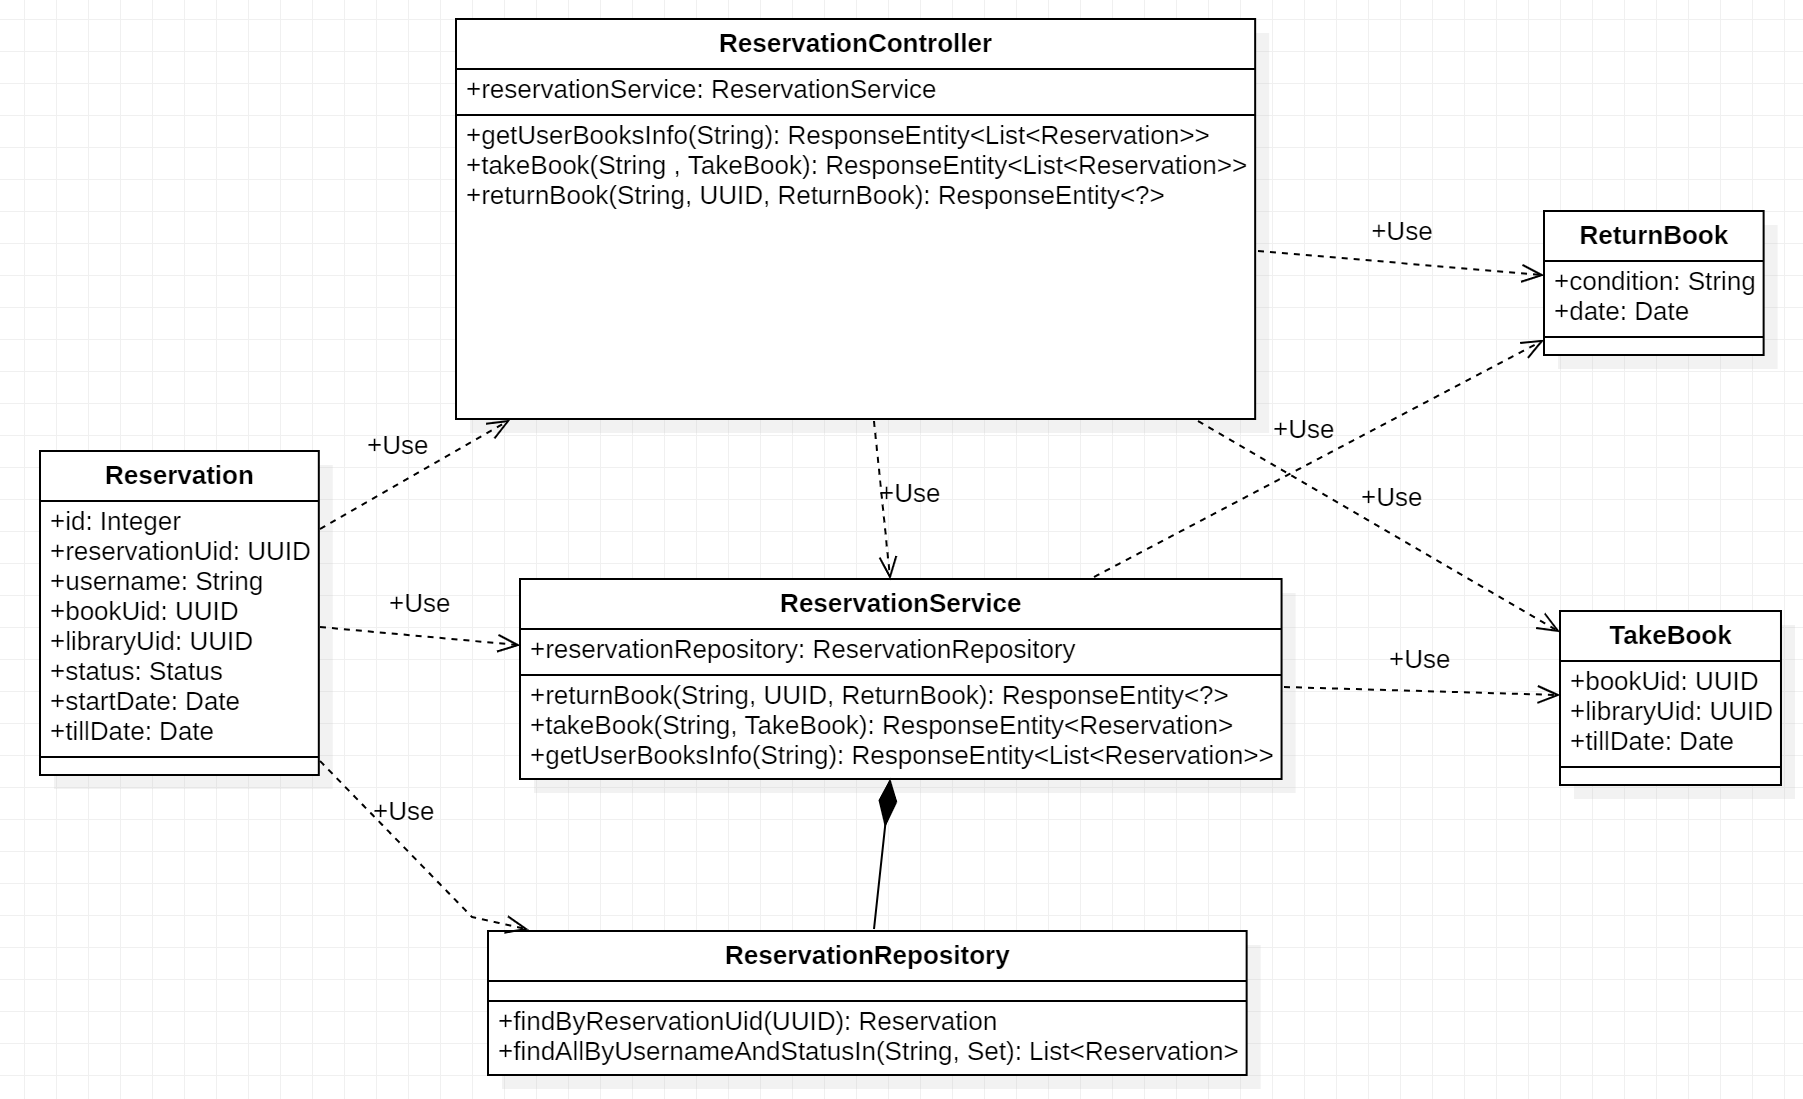 ReservationController
+reservationService: ReservationService
+getUserBooksInfo(String): ResponseEntity<List<Reservation>>
+takeBook(String , TakeBook): ResponseEntity<List<Reservation>>
+returnBook(String, UUID, ReturnBook): ResponseEntity<?>
+Use
ReturnBook
+condition: String
+date: Date
+Use
+Use
+Use
+Use
Reservation
+id: Integer
+reservationUid: UUID
+username: String
+bookUid: UUID
+libraryUid: UUID
+status: Status
+startDate: Date
+tillDate: Date
+Use
ReservationService
+reservationRepository: ReservationRepository
+returnBook(String, UUID, ReturnBook): ResponseEntity<?>
+takeBook(String, TakeBook): ResponseEntity<Reservation>
+getUserBooksInfo(String): ResponseEntity<List<Reservation>>
+Use
TakeBook
+bookUid: UUID
+libraryUid: UUID
+tillDate: Date
+Use
ReservationRepository
+findByReservationUid(UUID): Reservation
+findAllByUsernameAndStatusIn(String, Set): List<Reservation>